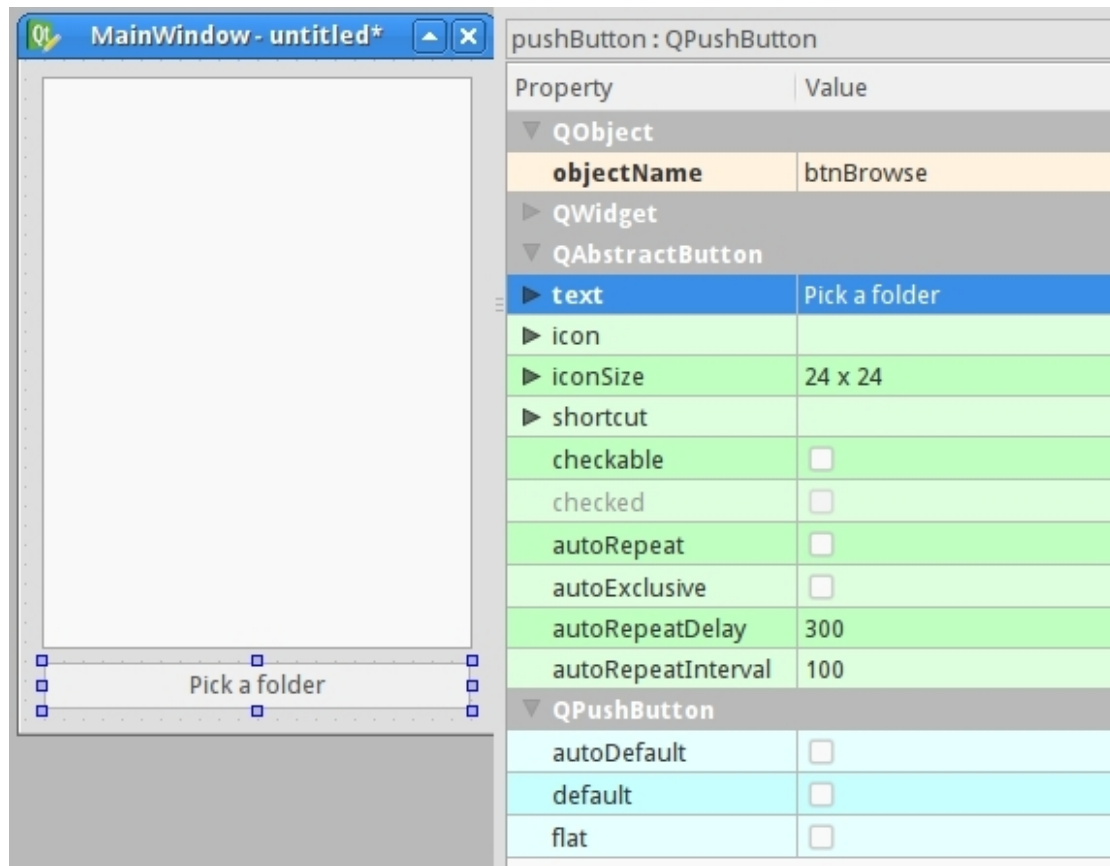 Qt MainWindow - untitled*
Pick a folder
pushButton : QPushButton
Property Value
QObject
objectName btnBrowse
QWidget
QAbstractButton
text Pick a folder
icon
iconSize 24 x 24
shortcut
checkable
checked
autoRepeat
autoExclusive
autoRepeatDelay 300
autoRepeatInterval 100
QPushButton
autoDefault
default
flat